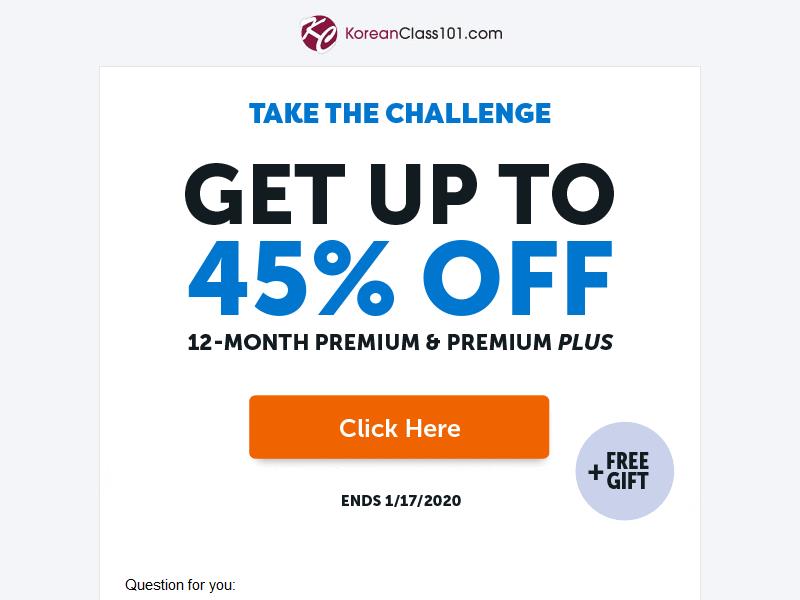 KoreanClass101.com
TAKE THE CHALLENGE
GET UP TO
45% OFF
12-MONTH PREMIUM & PREMIUM PLUS
Click Here
+FREE
GIFT
ENDS 1/17/2020
Question for you: